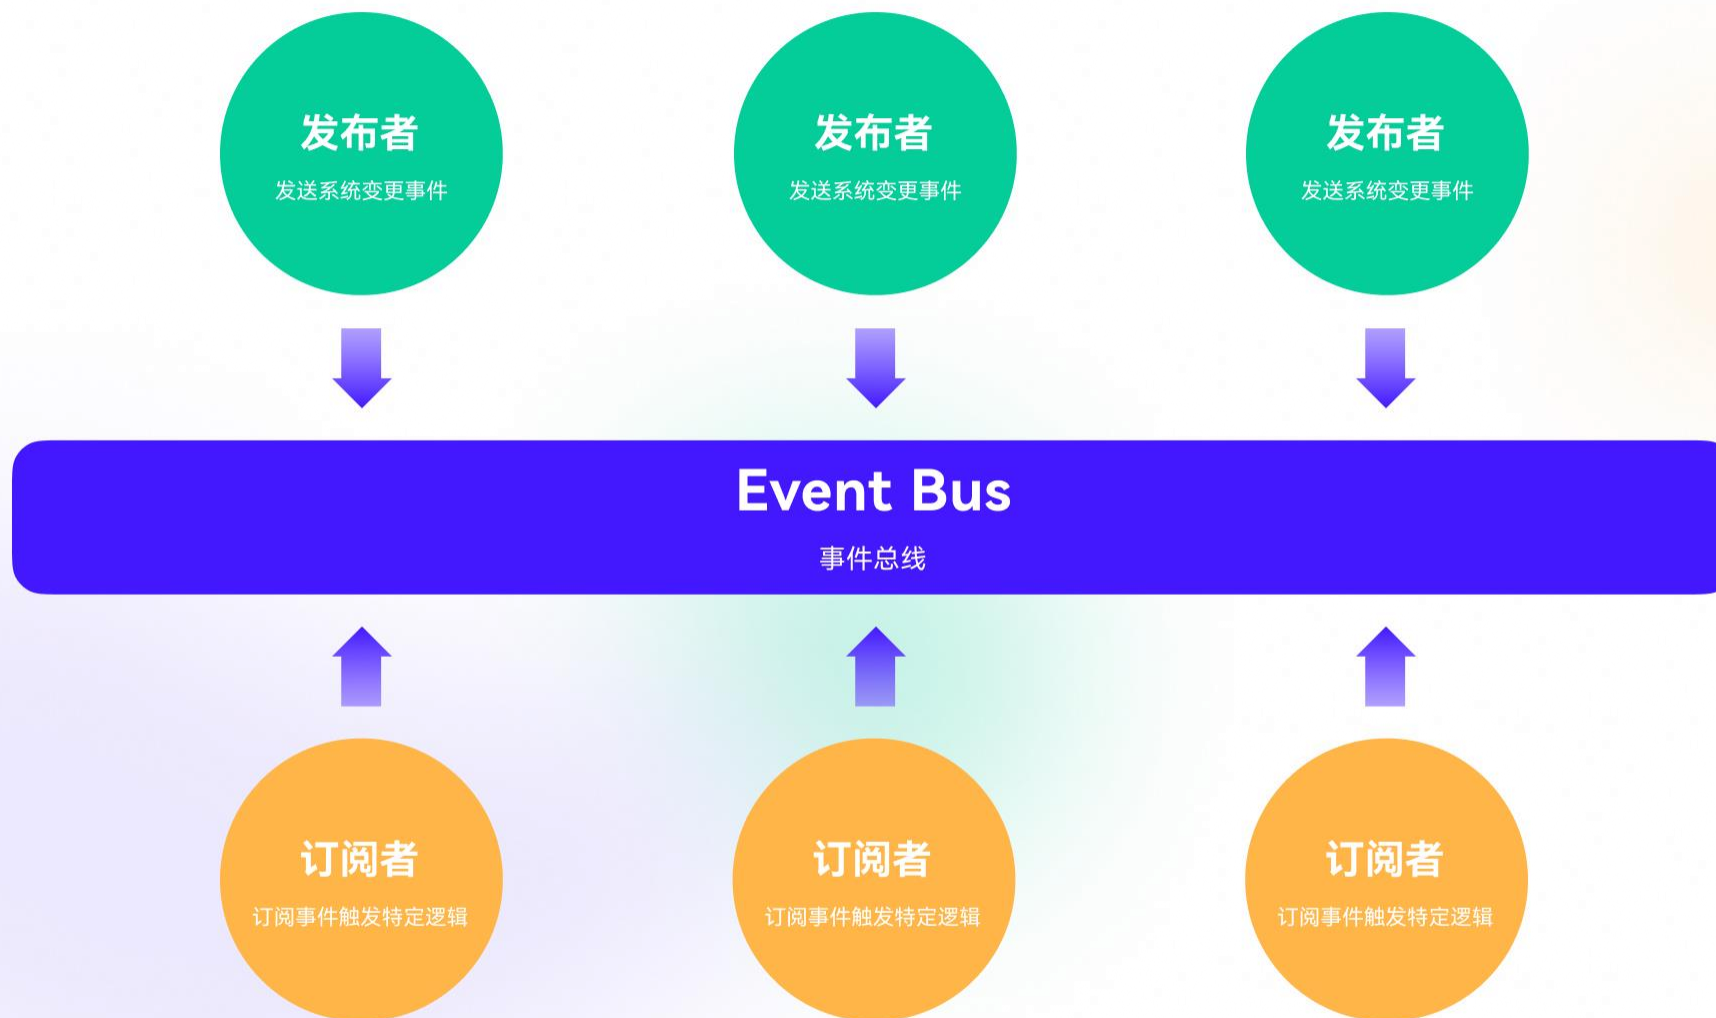 发布者
发送系统变更事件
发布者
发送系统变更事件
发布者
发送系统变更事件
Event Bus
事件总线
订阅者
订阅事件触发特定逻辑
订阅者
订阅事件触发特定逻辑
订阅者
订阅事件触发特定逻辑